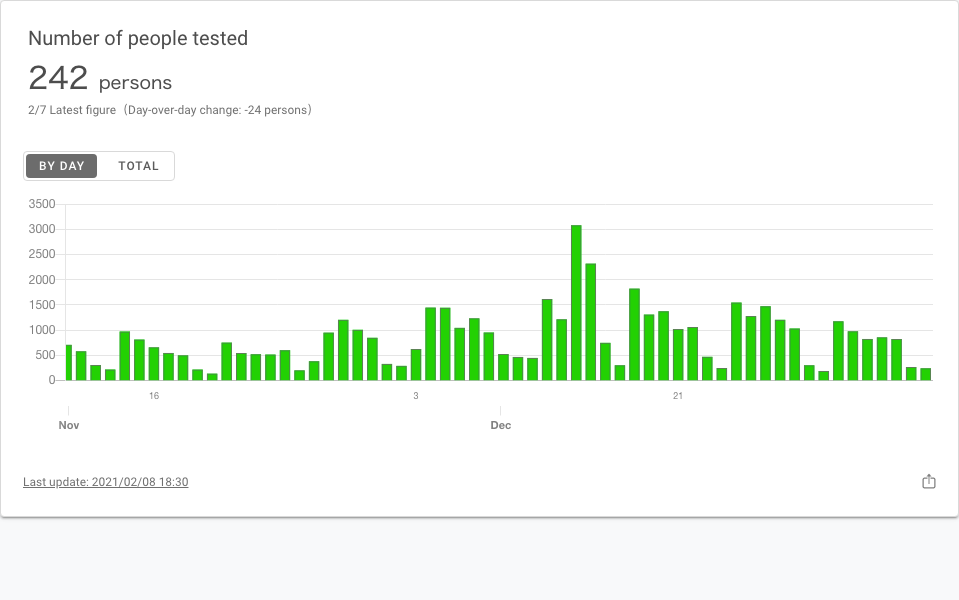 Number of people tested
242 persons
2/7 Latest figure（Day-over-day change: -24 persons）
BY DAY
TOTAL
3500
3000
2500
2000
1500
1000
500
0
16
3
21
Nov
Dec
Last update: 2021/02/08 18:30